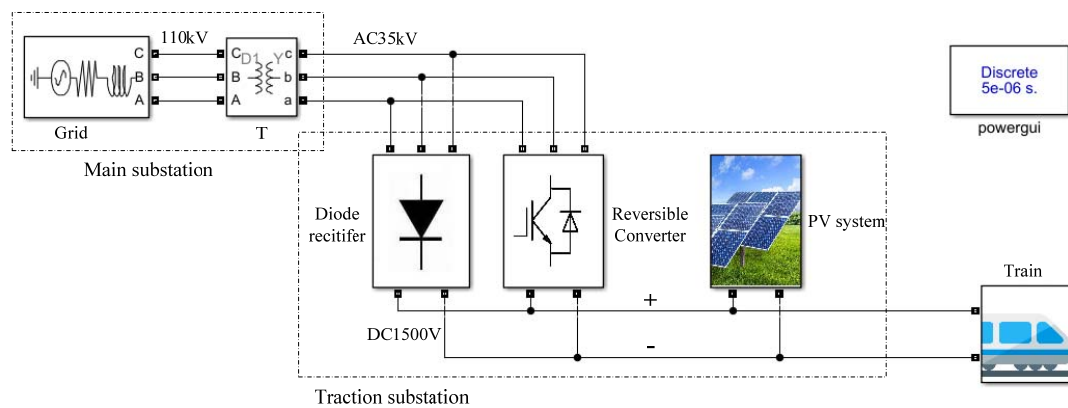 110kV
AC35kV
C
B
A
C
B
A
D1
Y
c
b
a
Grid
T
Main substation
Discrete
5e-06 s.
powergui
Diode
recitifer
Reversible
Converter
PV system
Train
+
DC1500V
-
Traction substation